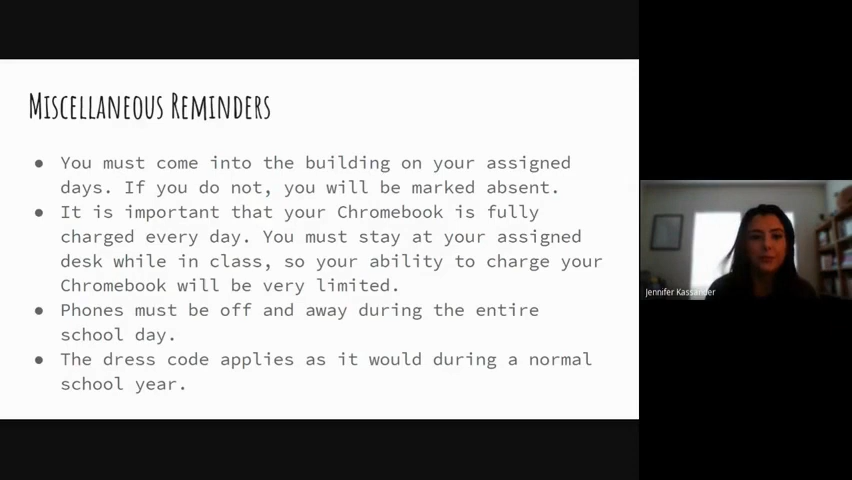 Miscellaneous Reminders
● You must come into the building on your assigned
days. If you do not, you will be marked absent.
● It is important that your Chromebook is fully
charged every day. You must stay at your assigned
desk while in class, so your ability to charge your
Chromebook will be very limited.
● Phones must be off and away during the entire
school day.
● The dress code applies as it would during a normal
school year.
Jennifer Kassander